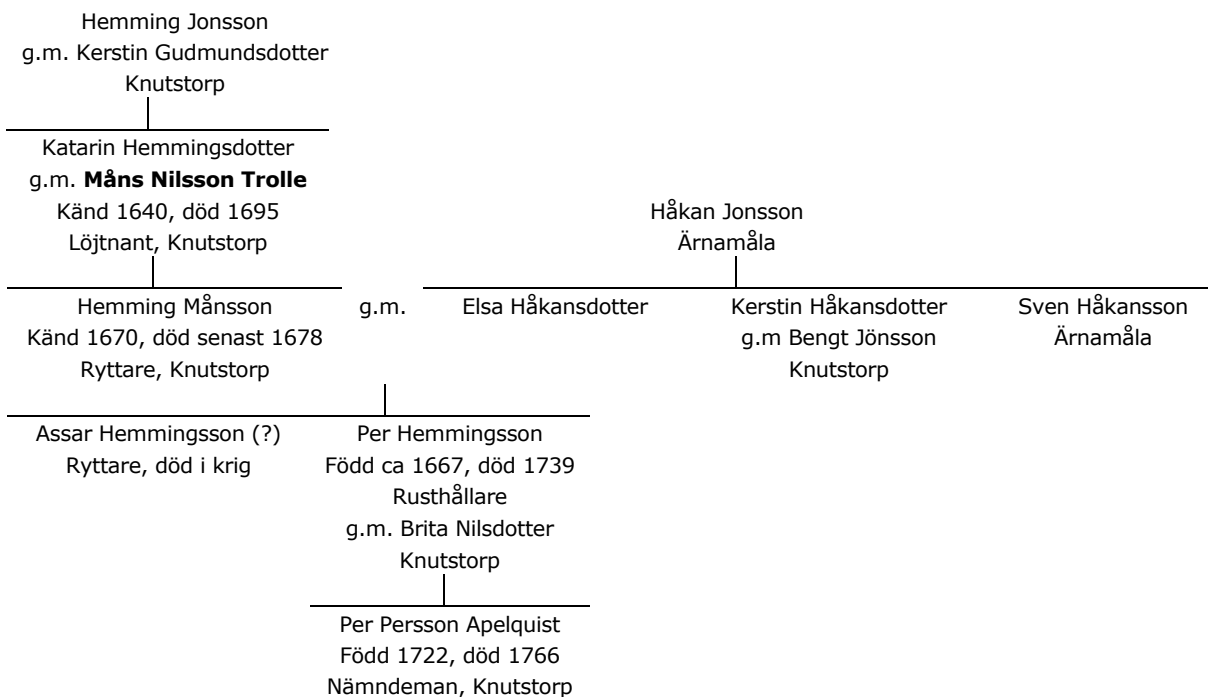 Hemming Jonsson
g.m. Kerstin Gudmundsdotter
Knutstorp
Katarin Hemmingsdotter
g.m. Måns Nilsson Trolle
Känd 1640, död 1695
Löjtnant, Knutstorp
Håkan Jonsson
Ärnamåla
Hemming Månsson
Känd 1670, död senast 1678
Ryttare, Knutstorp
g.m.
Elsa Håkansdotter
Kerstin Håkansdotter
g.m Bengt Jönsson
Knutstorp
Sven Håkansson
Ärnamåla
Assar Hemmingsson (?)
Ryttare, död i krig
Per Hemmingsson
Född ca 1667, död 1739
Rusthållare
g.m. Brita Nilsdotter
Knutstorp
Per Persson Apelquist
Född 1722, död 1766
Nämndeman, Knutstorp